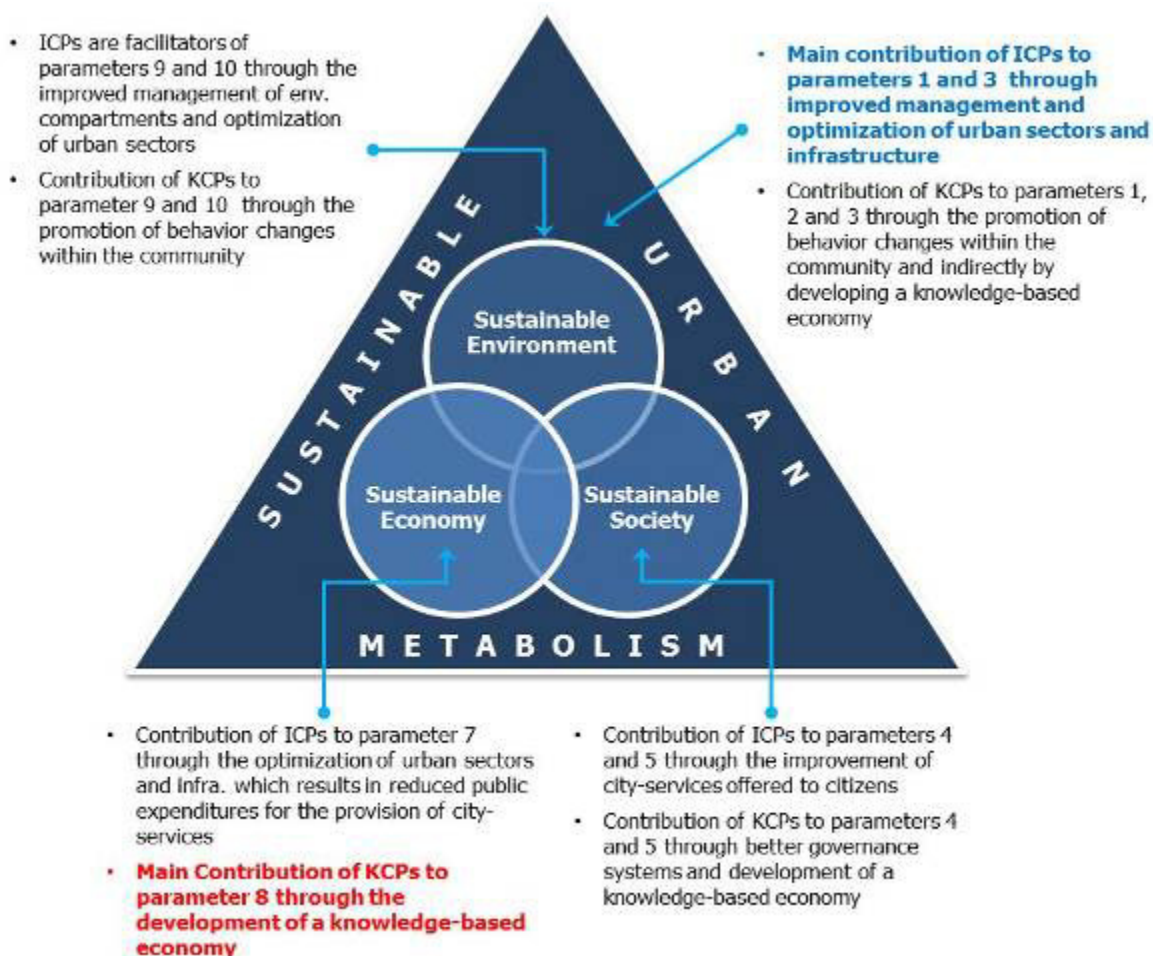 • ICPs are facilitators of
parameters 9 and 10 through the
improved management of env.
compartments and optimization
of urban sectors
• Contribution of KCPs to
parameter 9 and 10 through the
promotion of behavior changes
within the community
• Main contribution of ICPs to
parameters 1 and 3 through
improved management and
optimization of urban sectors and
infrastructure
• Contribution of KCPs to parameters 1,
2 and 3 through the promotion of
behavior changes within the
community and indirectly by
developing a knowledge-based
economy
SUSTAINABLE
URBAN
METABOLISM
Sustainable
Environment
Sustainable
Economy
Sustainable
Society
• Contribution of ICPs to parameter 7
through the optimization of urban sectors
and infra. which results in reduced public
expenditures for the provision of city-
services
• Main Contribution of KCPs to
parameter 8 through the
development of a knowledge-based
economy
• Contribution of ICPs to parameters 4
and 5 through the improvement of
city-services offered to citizens
• Contribution of KCPs to parameters 4
and 5 through better governance
systems and development of a
knowledge-based economy